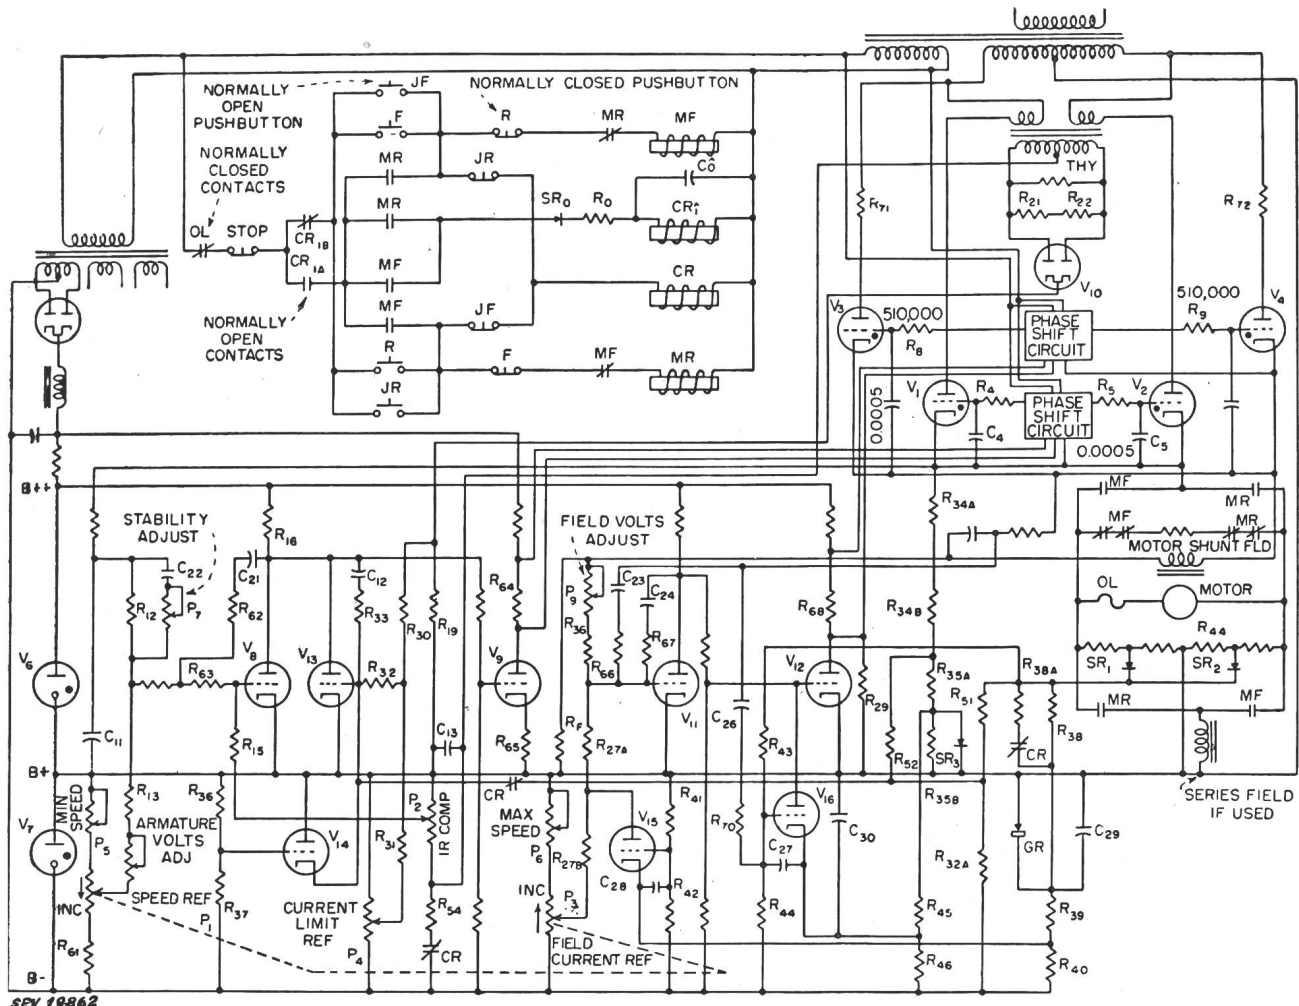 NORMALLY OPEN PUSHBUTTON
JF
NORMALLY CLOSED PUSHBUTTON
F
R
MR
MF
NORMALLY CLOSED CONTACTS
MR
JR
C0
OL
STOP
CR1B
MR
SR0
R0
CR1
CR1A
MF
CR
NORMALLY OPEN CONTACTS
MF
JF
R
F
MF
MR
JR
THY
R21
R22
R71
R72
V10
V3
510,000
R8
PHASE SHIFT CIRCUIT
510,000
R9
V4
V1
R4
PHASE SHIFT CIRCUIT
R5
V2
0.0005
C4
0.0005
C5
B++
MF
MR
R34A
STABILITY ADJUST
R16
FIELD VOLTS ADJUST
MF
MR
MOTOR SHUNT FLD
C22
C21
C12
R64
C23
C24
OL
MOTOR
R12
P7
R62
R33
R30
R19
P9
R36
R66
R67
R68
R34B
R44
V6
R63
V8
V13
R32
V9
V11
V12
SR1
SR2
R38A
R35A
R51
R29
MR
MF
C11
R15
C13
R65
RF
R27A
C26
R43
R52
SR3
CR
R38
B+
R35B
SERIES FIELD IF USED
MIN SPEED
R13
R36
P2
IR COMP
CR
MAX SPEED
R41
V16
V7
P5
ARMATURE VOLTS ADJ
V14
R31
P6
R27B
V15
R70
C30
GR
C29
C27
R32A
C28
R42
INC
SPEED REF
P1
R37
CURRENT LIMIT REF
P4
R54
CR
INC
P3
FIELD CURRENT REF
R44
R45
R39
R61
R46
R40
B-
SPV 19862